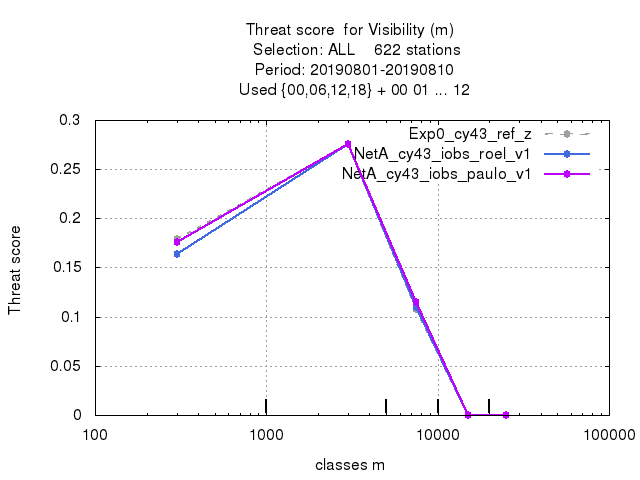 Threat score  for Visibility (m)
Selection: ALL    622 stations
Period: 20190801-20190810
Used {00,06,12,18} + 00 01 ... 12
Exp0_cy43_ref_z
NetA_cy43_iobs_roel_v1
NetA_cy43_iobs_paulo_v1
Threat score
0.3
0.25
0.2
0.15
0.1
0.05
0
100 1000 10000 100000
classes m